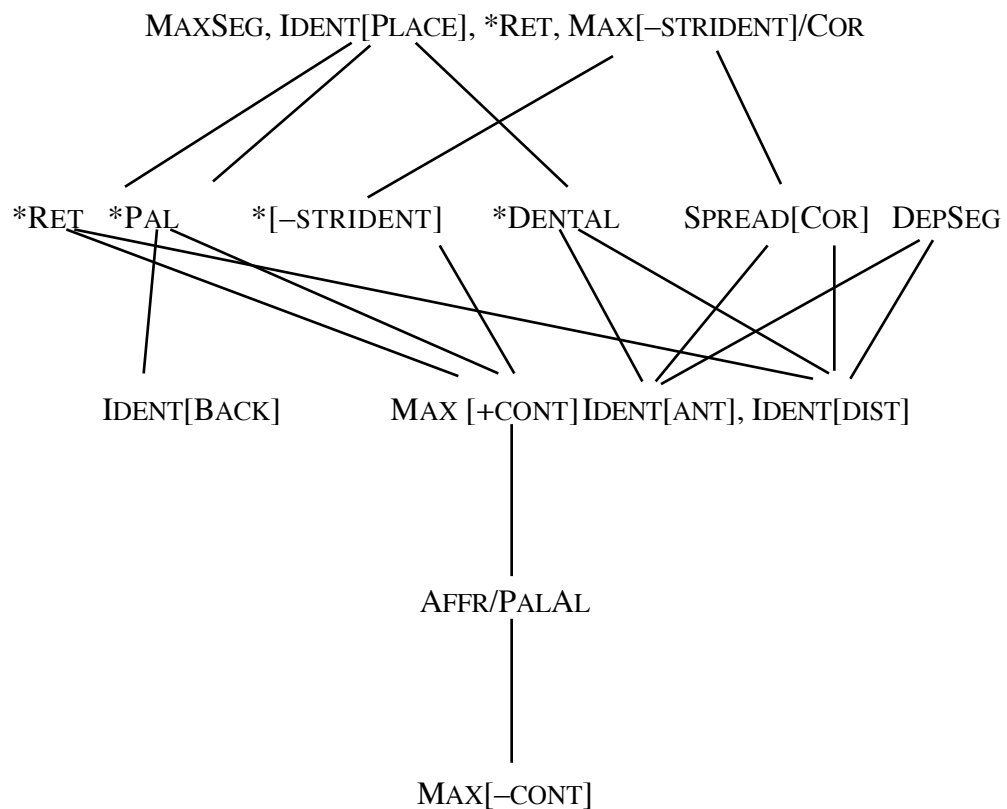 MAXSEG, IDENT[PLACE], *RET, MAX[–STRIDENT]/COR
*RET *PAL *[–STRIDENT] *DENTAL SPREAD[COR] DEPSEG
IDENT[BACK] MAX [+CONT] IDENT[ANT], IDENT[DIST]
AFFR/PALAL
MAX[–CONT]